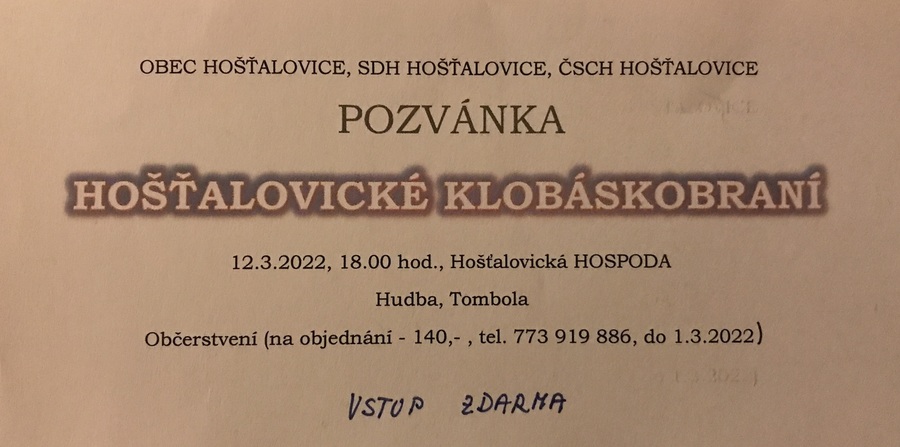 OBEC HOŠŤALOVICE, SDH HOŠŤALOVICE, ČSCH HOŠŤALOVICE
POZVÁNKA
HOŠŤALOVICKÉ KLOBÁSKOBRANÍ
12.3.2022, 18.00 hod., Hošťalovická HOSPODA
Hudba, Tombola
Občerstvení (na objednání - 140,- , tel. 773 919 886, do 1.3.2022)
VSTUP ZDARMA